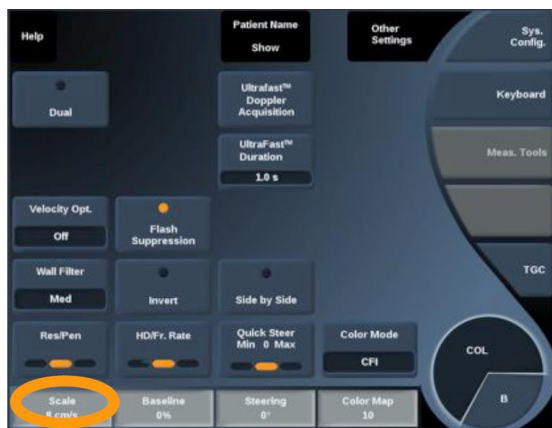 Help
Patient Name
Show
Other
Settings
Sys.
Config.
Dual
Ultrafast™
Doppler
Acquisition
Keyboard
UltraFast™
Duration
1.0 s
Meas. Tools
Velocity Opt.
Off
Flash
Suppression
Wall Filter
Med
Invert
Side by Side
TGC
Res/Pen
HD/Fr. Rate
Quick Steer
Min 0 Max
Color Mode
CFI
COL
B
Scale
8 cm/s
Baseline
0%
Steering
0°
Color Map
10